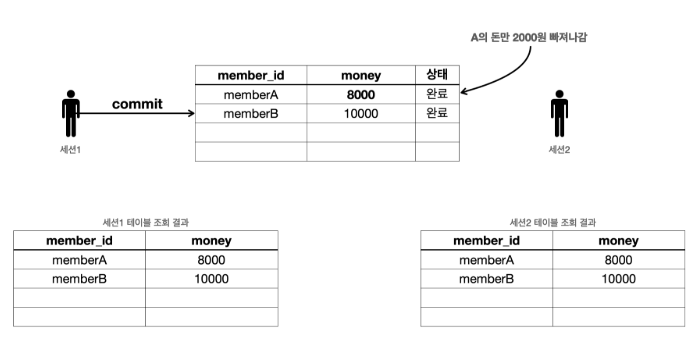 A의 돈만 2000원 빠져나감
member_id money 상태
memberA 8000 완료
memberB 10000 완료
commit
세션1
세션2
세션1 테이블 조회 결과
member_id money
memberA 8000
memberB 10000
세션2 테이블 조회 결과
member_id money
memberA 8000
memberB 10000